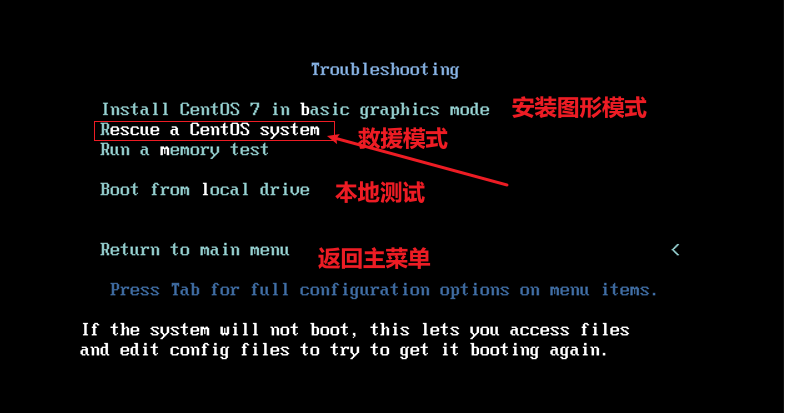 Troubleshooting
Install CentOS 7 in basic graphics mode 安装图形模式
Rescue a CentOS system 救援模式
Run a memory test
Boot from local drive 本地测试
Return to main menu 返回主菜单 <
Press Tab for full configuration options on menu items.
If the system will not boot, this lets you access files
and edit config files to try to get it booting again.